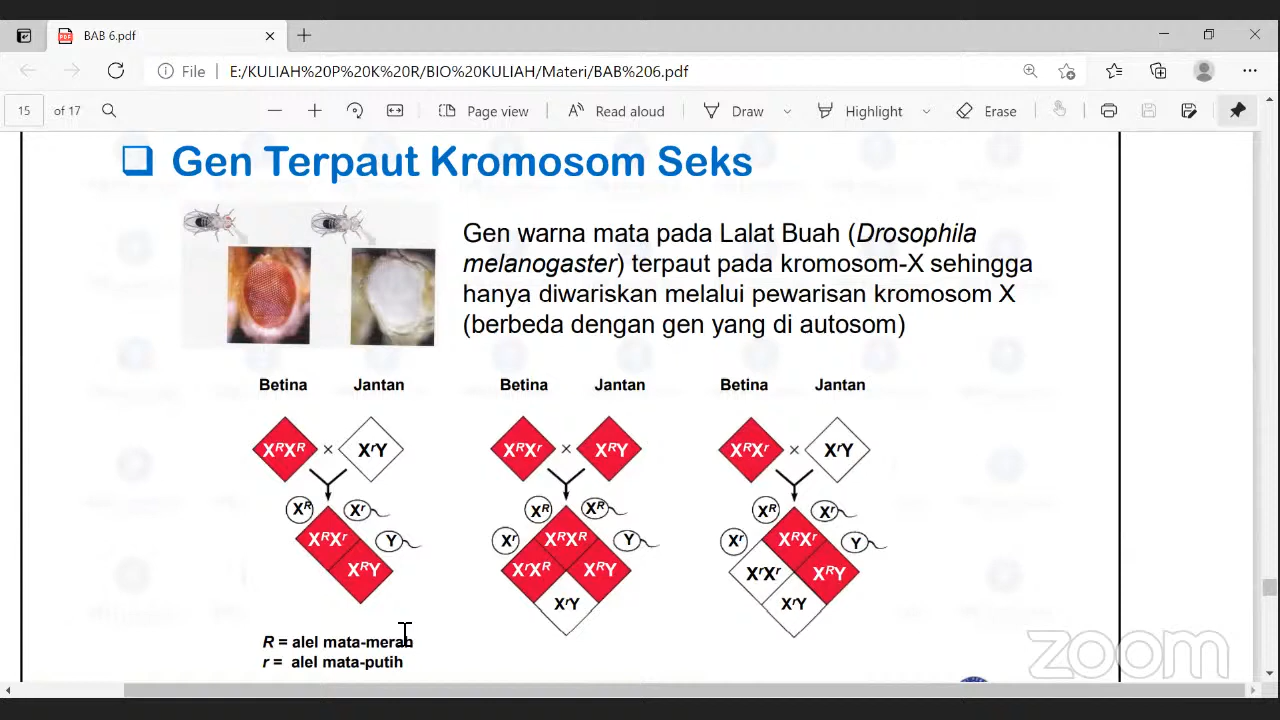 BAB 6.pdf
File
E:/KULIAH%20P%20K%20R/BIO%20KULIAH/Materi/BAB%206.pdf
15 of 17
Page view
Read aloud
Draw
Highlight
Erase
Gen Terpaut Kromosom Seks
Gen warna mata pada Lalat Buah (Drosophila
melanogaster) terpaut pada kromosom-X sehingga
hanya diwariskan melalui pewarisan kromosom X
(berbeda dengan gen yang di autosom)
Betina Jantan Betina Jantan Betina Jantan
XRXR × XrY XRXr × XRY XRXr × XrY
XR Xr XR XR XR Xr
XRXr Y Xr XRXR Y Xr XRXr Y
XRY XrXR XRY XrXr XRY
XrY XrY
R = alel mata-merah
r = alel mata-putih
zoom